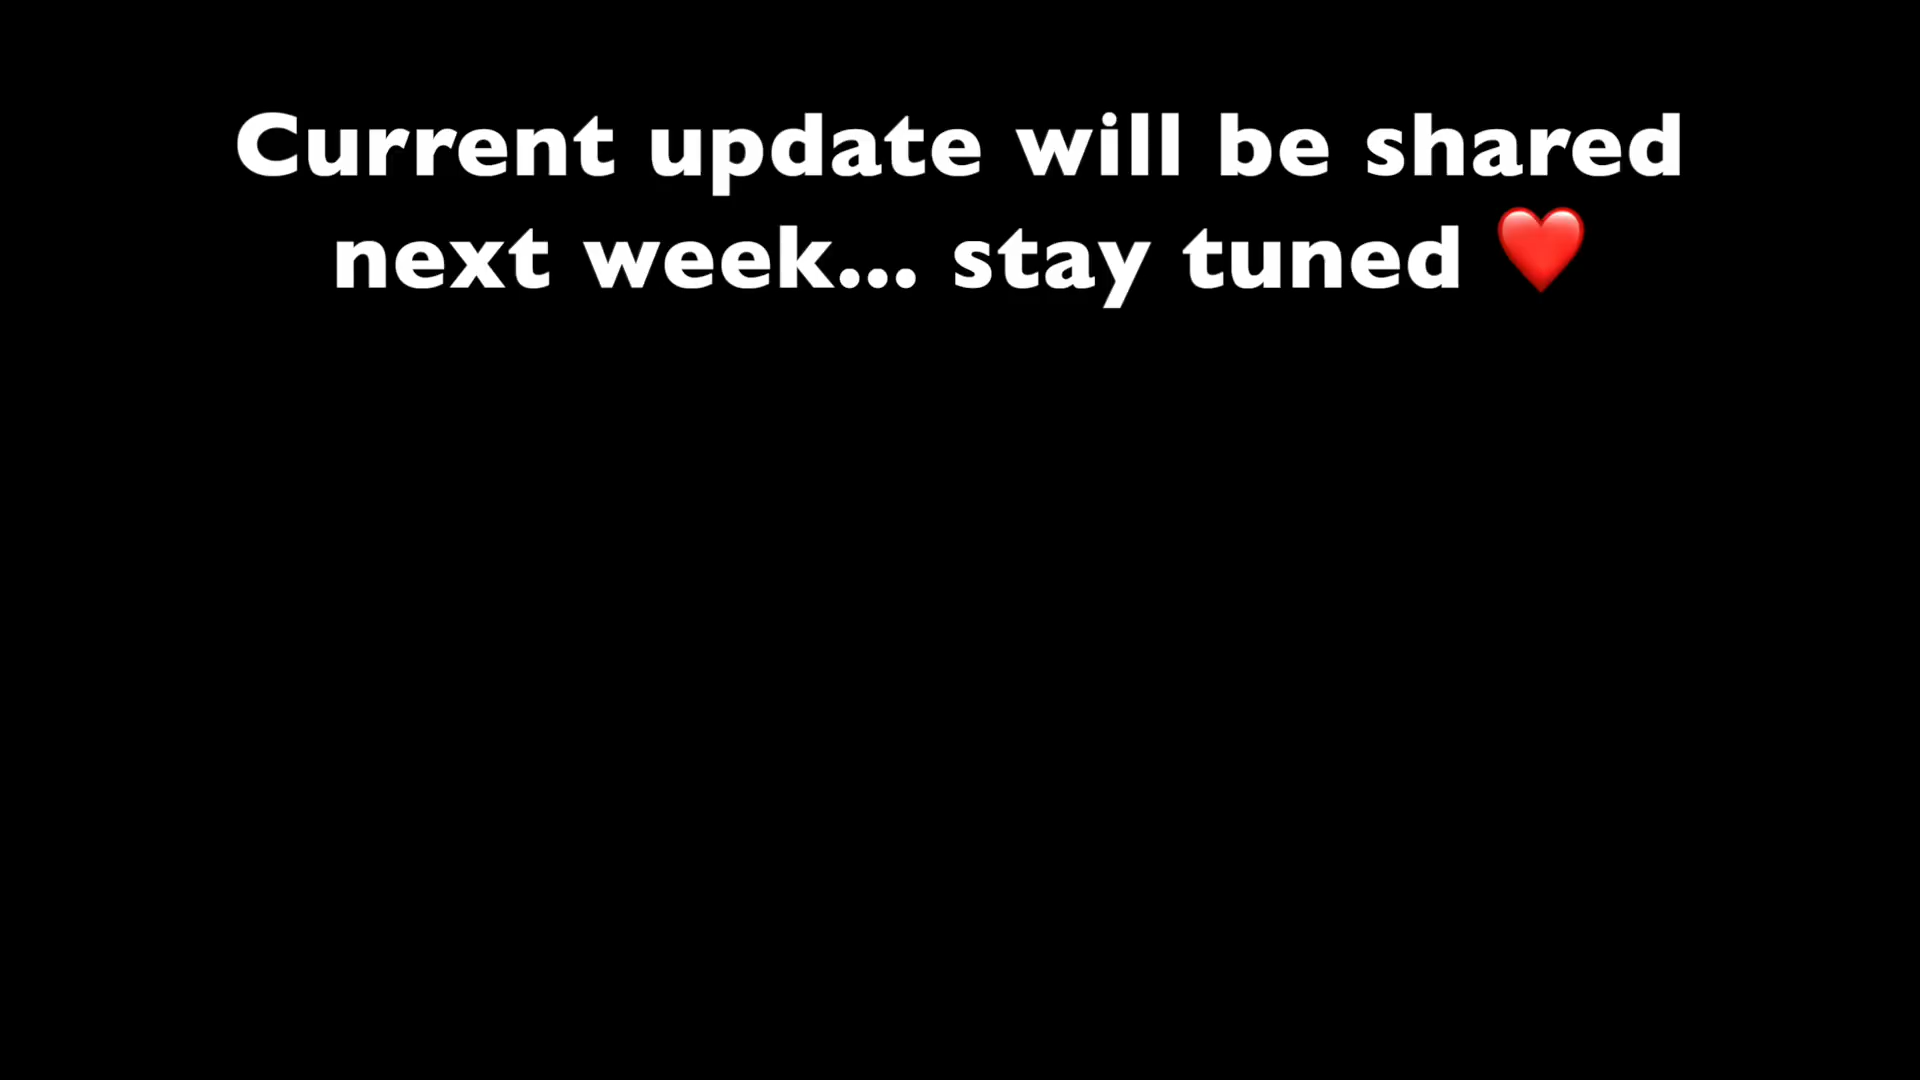 Current update will be shared
next week... stay tuned ❤️